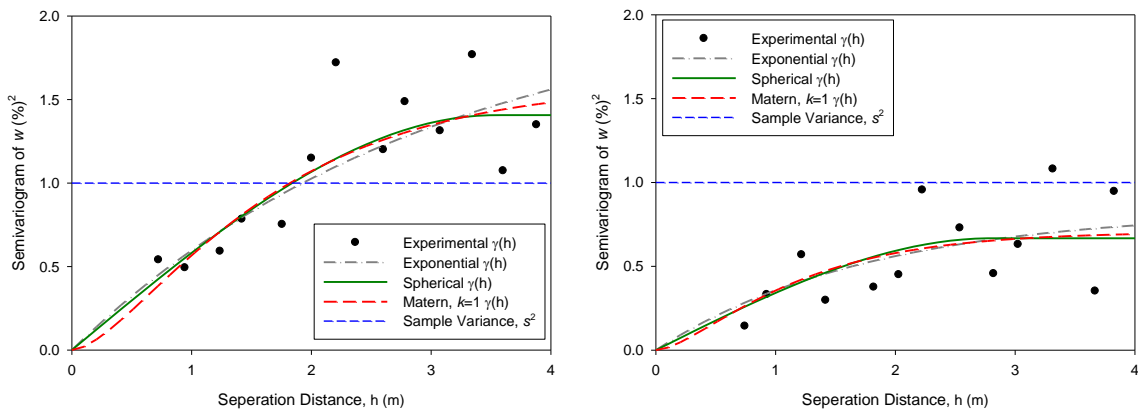 2.0
1.5
1.0
0.5
0.0
Semivariogram of w (%)²
Experimental γ(h)
Exponential γ(h)
Spherical γ(h)
Matern, k=1 γ(h)
Sample Variance, s²
0 1 2 3 4
Seperation Distance, h (m)
2.0
1.5
1.0
0.5
0.0
Semivariogram of w (%)²
Experimental γ(h)
Exponential γ(h)
Spherical γ(h)
Matern, k=1 γ(h)
Sample Variance, s²
0 1 2 3 4
Seperation Distance, h (m)